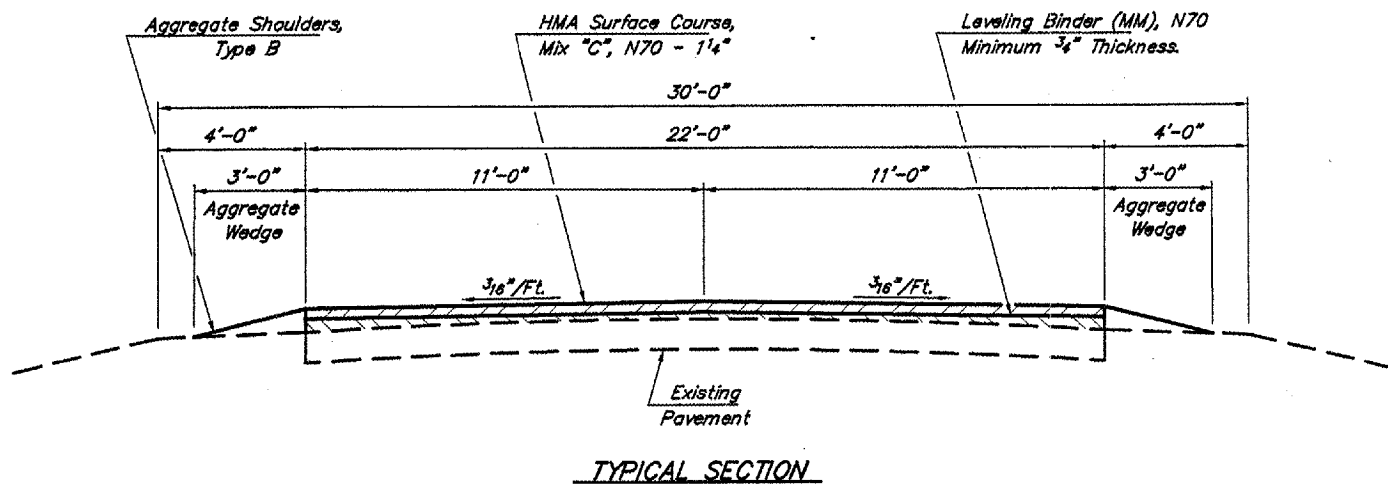 Aggregate Shoulders,
Type B
HMA Surface Course,
Mix "C", N70 - 1 1/4"
Leveling Binder (MM), N70
Minimum 3/4" Thickness.
30'-0"
4'-0"
22'-0"
4'-0"
3'-0"
11'-0"
11'-0"
3'-0"
Aggregate
Wedge
Aggregate
Wedge
3/16"/Ft.
3/16"/Ft.
Existing
Pavement
TYPICAL SECTION